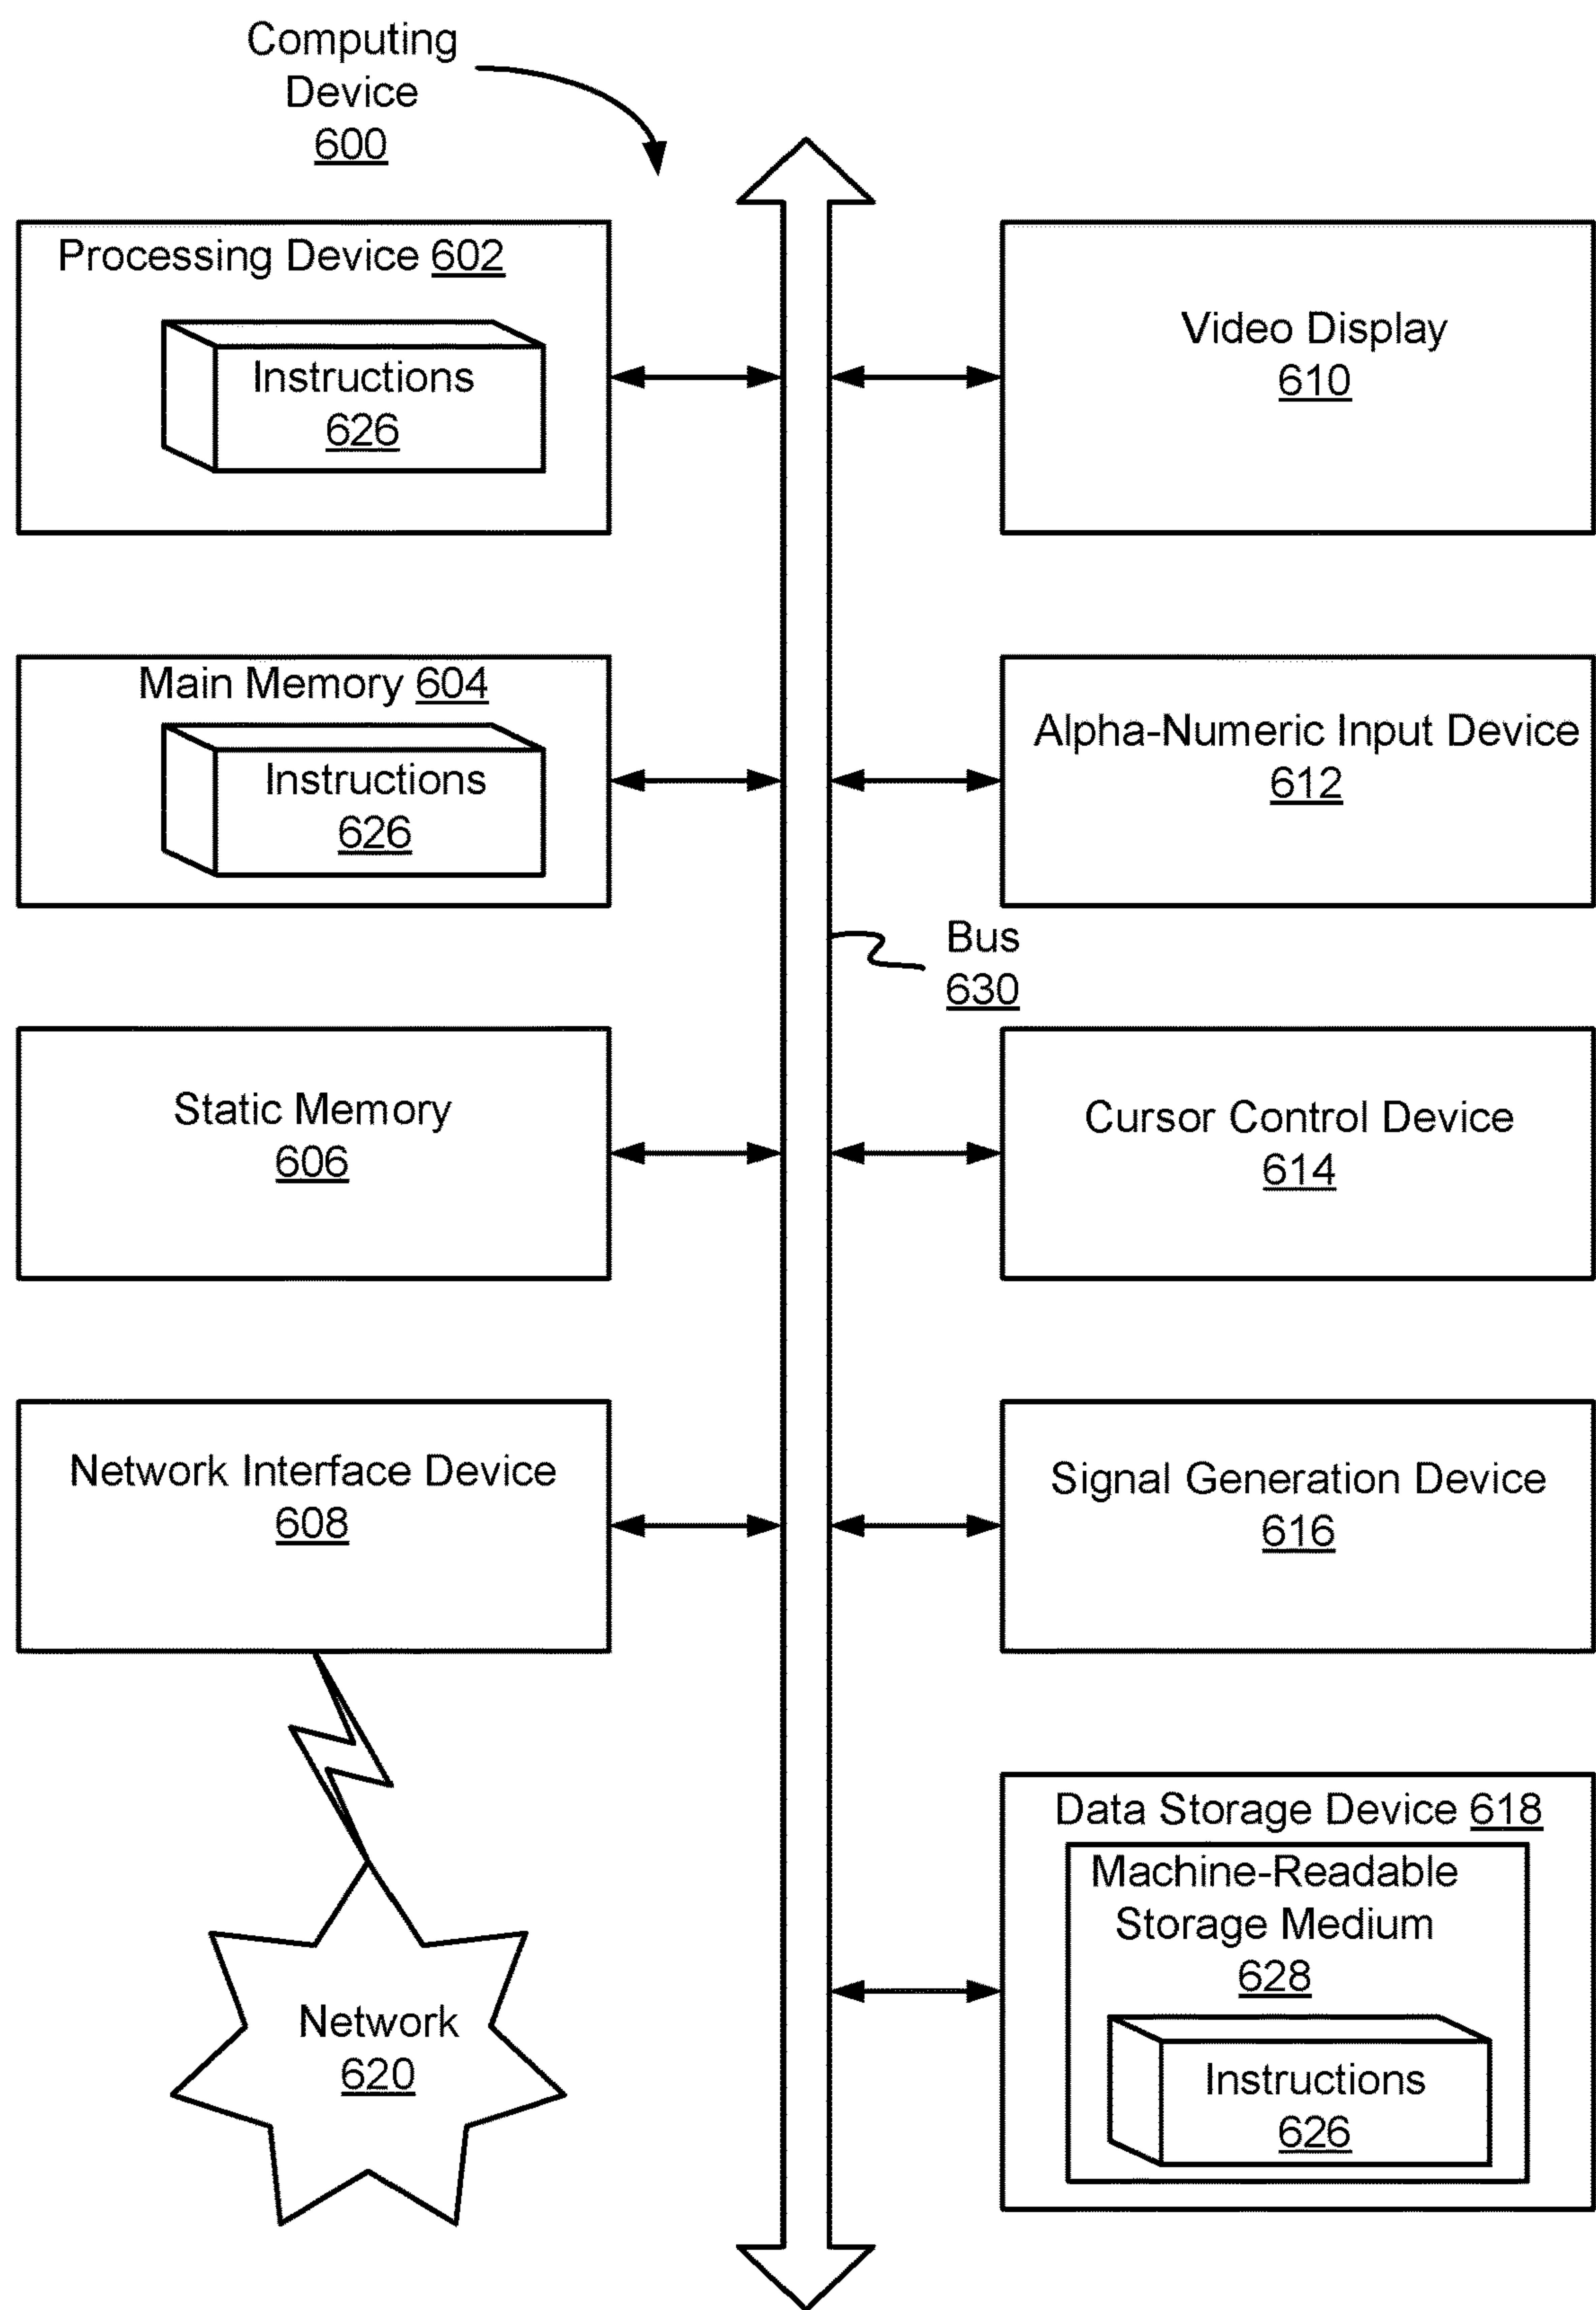 Computing
Device
600
Processing Device 602
Instructions
626
Video Display
610
Main Memory 604
Instructions
626
Alpha-Numeric Input Device
612
Bus
630
Static Memory
606
Cursor Control Device
614
Network Interface Device
608
Signal Generation Device
616
Data Storage Device 618
Machine-Readable
Storage Medium
628
Instructions
626
Network
620